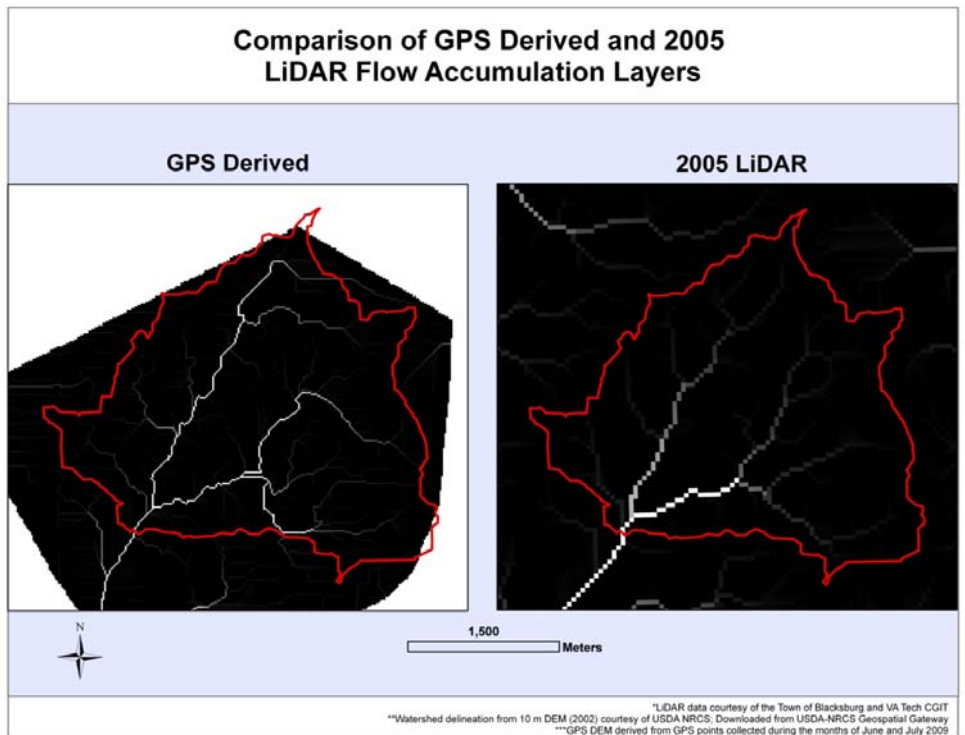 Comparison of GPS Derived and 2005
LiDAR Flow Accumulation Layers
GPS Derived
2005 LiDAR
N
1,500
Meters
*LiDAR data courtesy of the Town of Blacksburg and VA Tech CGIT
**Watershed delineation from 10 m DEM (2002) courtesy of USDA NRCS; Downloaded from USDA-NRCS Geospatial Gateway
***GPS DEM derived from GPS points collected during the months of June and July 2009